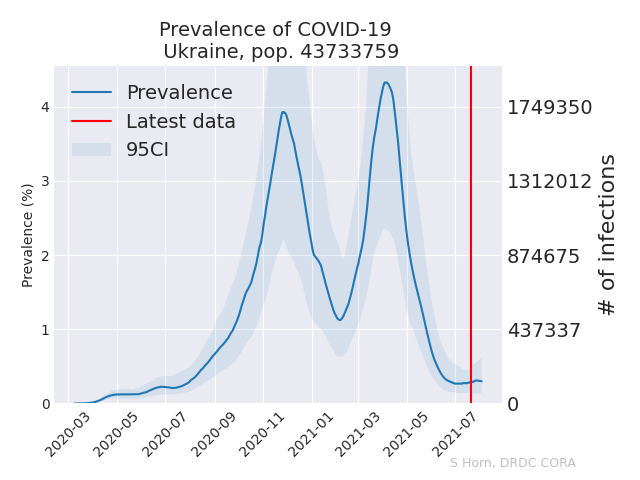 Prevalence of COVID-19
Ukraine, pop. 43733759
Prevalence
Latest data
95CI
Prevalence (%)
4
3
2
1
0
1749350
1312012
874675
437337
0
# of infections
2020-03
2020-05
2020-07
2020-09
2020-11
2021-01
2021-03
2021-05
2021-07
S Horn, DRDC CORA